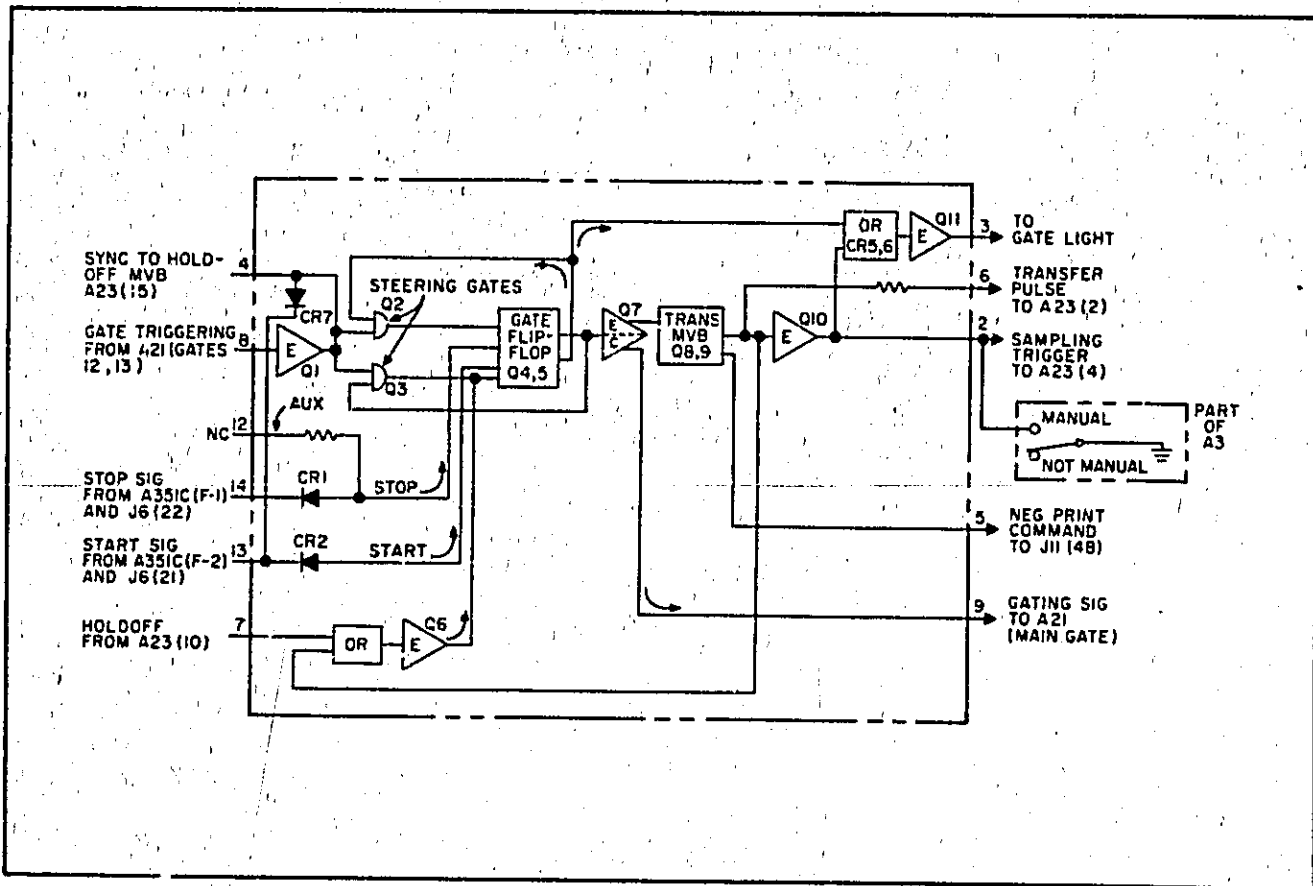 SYNC TO HOLD-
OFF MVB
A23(15)
4
CR7
GATE TRIGGERING
FROM A21(GATES
12,13)
8
E
Q1
STEERING GATES
Q2
Q3
GATE
FLIP-
FLOP
Q4,5
E
C
Q7
TRANS
MVB
Q8,9
E
Q10
OR
CR5,6
E
Q11
3
TO
GATE LIGHT
6
TRANSFER
PULSE
TO A23(2)
2
SAMPLING
TRIGGER
TO A23(4)
MANUAL
NOT MANUAL
PART
OF
A3
AUX
NC
12
STOP SIG
FROM A351C(F-1)
AND J6(22)
14
CR1
STOP
START SIG
FROM A351C(F-2)
AND J6(21)
13
CR2
START
5
NEG PRINT
COMMAND
TO J11(48)
HOLDOFF
FROM A23(10)
7
OR
E
Q6
9
GATING SIG
TO A21
(MAIN GATE)